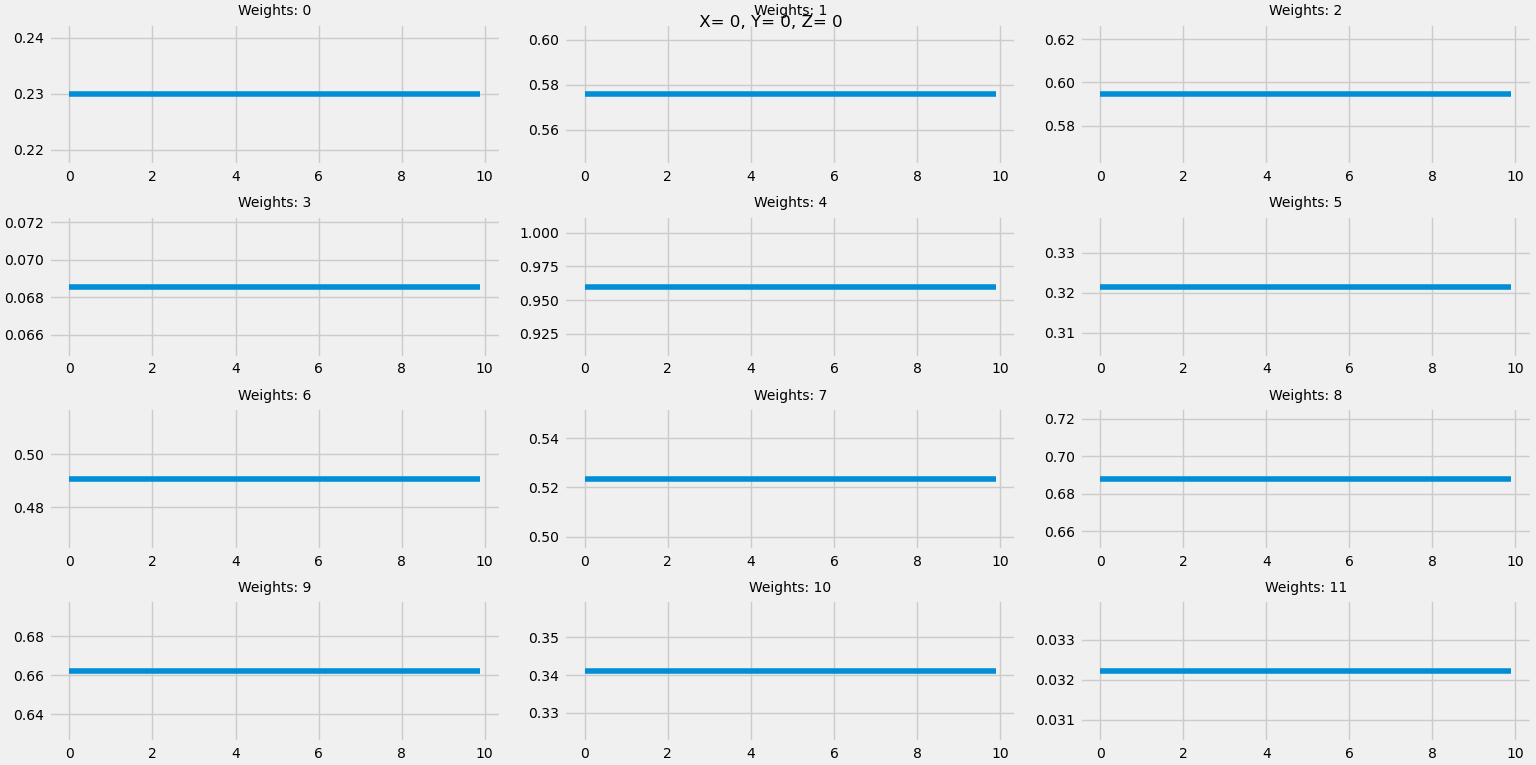 Weights: 0
Weights: 1
Weights: 2
X= 0, Y= 0, Z= 0
0.24
0.23
0.22
0 2 4 6 8 10
0.60
0.58
0.56
0 2 4 6 8 10
0.62
0.60
0.58
0 2 4 6 8 10
Weights: 3
0.072
0.070
0.068
0.066
0 2 4 6 8 10
Weights: 4
1.000
0.975
0.950
0.925
0 2 4 6 8 10
Weights: 5
0.33
0.32
0.31
0 2 4 6 8 10
Weights: 6
0.50
0.48
0 2 4 6 8 10
Weights: 7
0.54
0.52
0.50
0 2 4 6 8 10
Weights: 8
0.72
0.70
0.68
0.66
0 2 4 6 8 10
Weights: 9
0.68
0.66
0.64
0 2 4 6 8 10
Weights: 10
0.35
0.34
0.33
0 2 4 6 8 10
Weights: 11
0.033
0.032
0.031
0 2 4 6 8 10